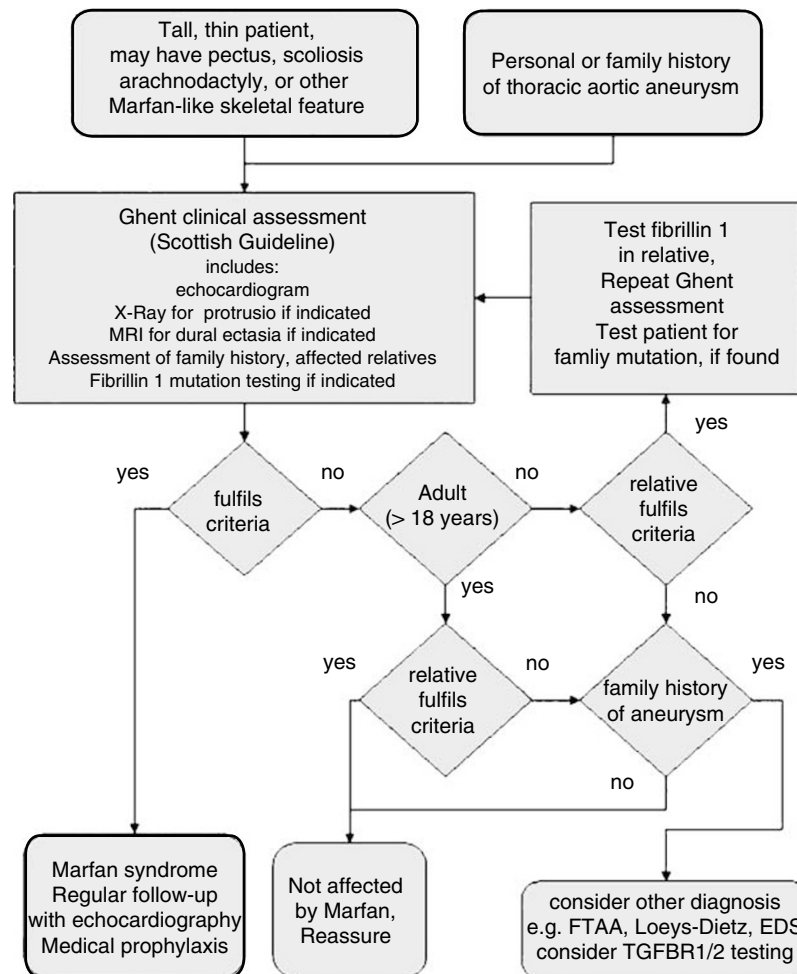 Tall, thin patient,
may have pectus, scoliosis
arachnodactyly, or other
Marfan-like skeletal feature
Personal or family history
of thoracic aortic aneurysm
Ghent clinical assessment
(Scottish Guideline)
includes:
echocardiogram
X-Ray for protrusio if indicated
MRI for dural ectasia if indicated
Assessment of family history, affected relatives
Fibrillin 1 mutation testing if indicated
Test fibrillin 1
in relative,
Repeat Ghent
assessment
Test patient for
famliy mutation, if found
yes
fulfils
criteria
no
Adult
(> 18 years)
no
relative
fulfils
criteria
yes
yes
no
yes
relative
fulfils
criteria
no
family history
of aneurysm
yes
no
Marfan syndrome
Regular follow-up
with echocardiography
Medical prophylaxis
Not affected
by Marfan,
Reassure
consider other diagnosis
e.g. FTAA, Loeys-Dietz, EDS
consider TGFBR1/2 testing